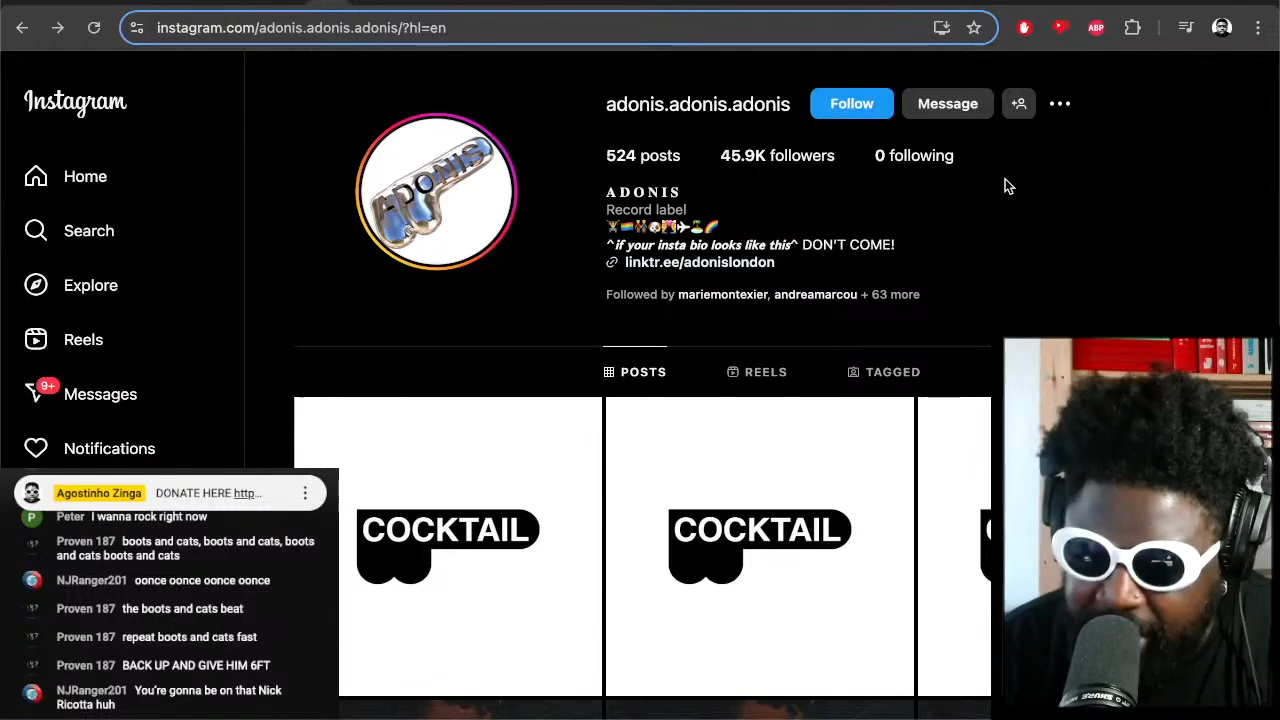 instagram.com/adonis.adonis.adonis/?hl=en
ABP
Instagram
adonis.adonis.adonis
Follow
Message
524 posts
45.9K followers
0 following
ADONIS
A D O N I S
Record label
^if your insta bio looks like this^ DON'T COME!
linktr.ee/adonislondon
Followed by mariemontexier, andreamarcou + 63 more
Home
Search
Explore
Reels
9+
Messages
Notifications
POSTS
REELS
TAGGED
COCKTAIL
COCKTAIL
Agostinho Zinga DONATE HERE http...
P
Peter I wanna rock right now
Proven 187 boots and cats, boots and cats, boots
and cats boots and cats
NJRanger201 oonce oonce oonce oonce
Proven 187 the boots and cats beat
Proven 187 repeat boots and cats fast
Proven 187 BACK UP AND GIVE HIM 6FT
NJRanger201 You're gonna be on that Nick
Ricotta huh